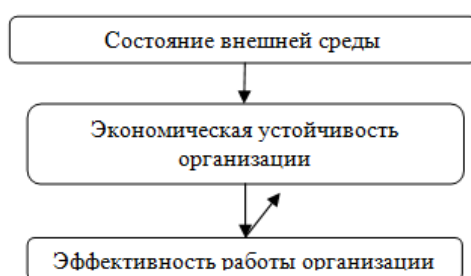 Состояние внешней среды
Экономическая устойчивость
организации
Эффективность работы организации